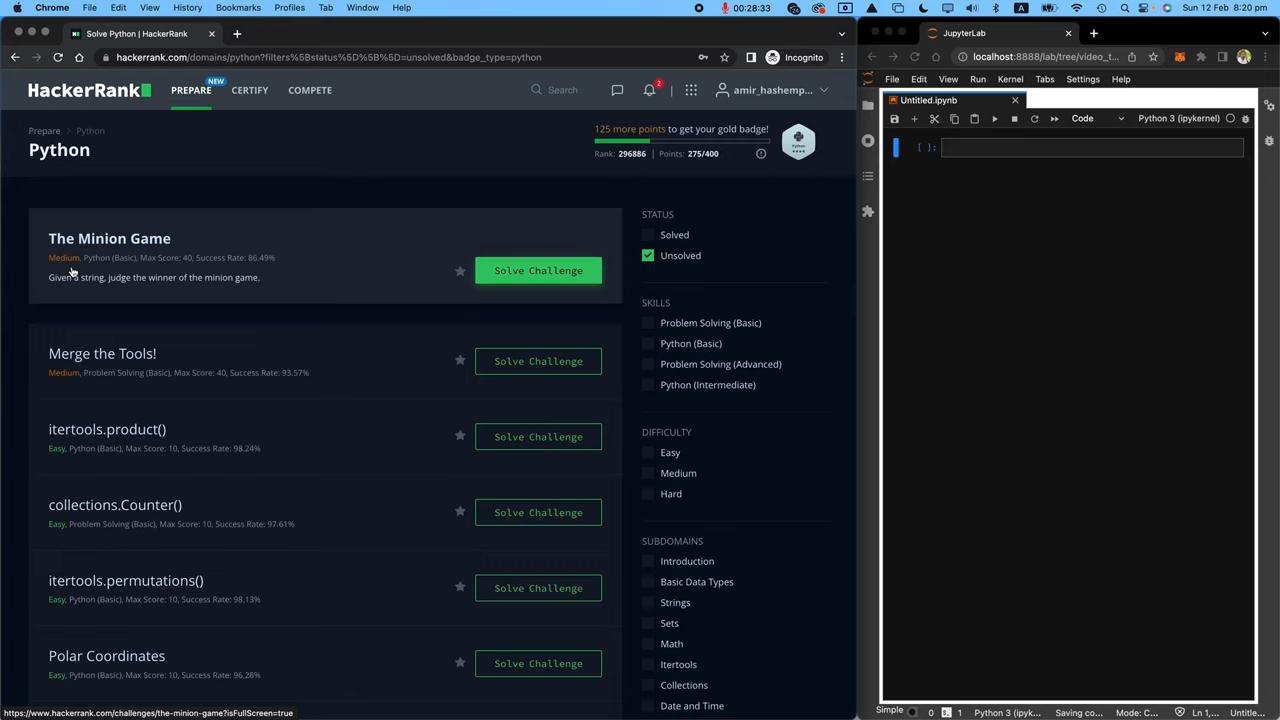 Chrome File Edit View History Bookmarks Profiles Tab Window Help 00:28:33 A Sun 12 Feb 8:20 pm
Solve Python | HackerRank
hackerrank.com/domains/python?filters%5Bstatus%5D%5B%5D=unsolved&badge_type=python
Incognito
HackerRank
PREPARE
NEW
CERTIFY
COMPETE
Search
2
amir_hashemp...
Prepare > Python
Python
125 more points to get your gold badge!
Rank: 296886 | Points: 275/400
Python
The Minion Game
Medium, Python (Basic), Max Score: 40, Success Rate: 86.49%
Given a string, judge the winner of the minion game.
Solve Challenge
Merge the Tools!
Medium, Problem Solving (Basic), Max Score: 40, Success Rate: 93.57%
Solve Challenge
itertools.product()
Easy, Python (Basic), Max Score: 10, Success Rate: 98.24%
Solve Challenge
collections.Counter()
Easy, Problem Solving (Basic), Max Score: 10, Success Rate: 97.61%
Solve Challenge
itertools.permutations()
Easy, Python (Basic), Max Score: 10, Success Rate: 98.13%
Solve Challenge
Polar Coordinates
Easy, Python (Basic), Max Score: 10, Success Rate: 96.28%
Solve Challenge
STATUS
Solved
Unsolved
SKILLS
Problem Solving (Basic)
Python (Basic)
Problem Solving (Advanced)
Python (Intermediate)
DIFFICULTY
Easy
Medium
Hard
SUBDOMAINS
Introduction
Basic Data Types
Strings
Sets
Math
Itertools
Collections
Date and Time
https://www.hackerrank.com/challenges/the-minion-game?isFullScreen=true
JupyterLab
localhost:8888/lab/tree/video_t...
File Edit View Run Kernel Tabs Settings Help
Untitled.ipynb
Code
Python 3 (ipykernel)
[ ]:
Simple 0 1 Python 3 (ipyk... Saving co... Mode: C... Ln 1,... Untitle...